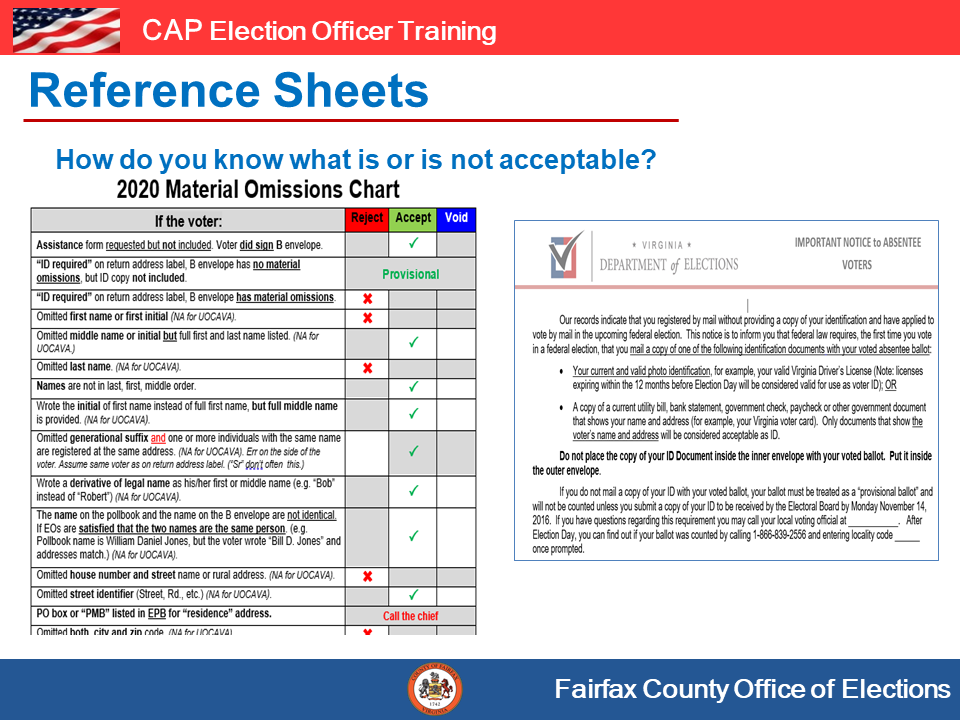 CAP Election Officer Training
Reference Sheets
How do you know what is or is not acceptable?
2020 Material Omissions Chart
If the voter: Reject Accept Void
Assistance form requested but not included. Voter did sign B envelope. ✓
“ID required” on return address label, B envelope has no material
omissions, but ID copy not included. Provisional
“ID required” on return address label, B envelope has material omissions. ✘
Omitted first name or first initial (NA for UOCAVA). ✘
Omitted middle name or initial but full first and last name listed. (NA for
UOCAVA.) ✓
Omitted last name. (NA for UOCAVA). ✘
Names are not in last, first, middle order. ✓
Wrote the initial of first name instead of full first name, but full middle name
is provided. (NA for UOCAVA). ✓
Omitted generational suffix and one or more individuals with the same name
are registered at the same address. (NA for UOCAVA). Err on the side of the
voter. Assume same voter as on return address label. (“Sr” don’t often this.) ✓
Wrote a derivative of legal name as his/her first or middle name (e.g. “Bob”
instead of “Robert”) (NA for UOCAVA). ✓
The name on the pollbook and the name on the B envelope are not identical.
If EOs are satisfied that the two names are the same person. (e.g.
Pollbook name is William Daniel Jones, but the voter wrote “Bill D. Jones” and
addresses match.) (NA for UOCAVA). ✓
Omitted house number and street name or rural address. (NA for UOCAVA). ✘
Omitted street identifier (Street, Rd., etc.) (NA for UOCAVA). ✓
PO box or “PMB” listed in EPB for “residence” address. Call the chief
Omitted both, city and zip code. (NA for UOCAVA). ✘
★ VIRGINIA ★
DEPARTMENT of ELECTIONS
IMPORTANT NOTICE to ABSENTEE
VOTERS
Our records indicate that you registered by mail without providing a copy of your identification and have applied to
vote by mail in the upcoming federal election. This is to inform you that federal law requires, the first time you vote
in a federal election, that you mail a copy of one of the following identification documents with your voted absentee ballot:
• Your current and valid photo identification, for example, your valid Virginia Driver’s License (Note: licenses
expiring within the 12 months before Election Day will be considered valid for use as voter ID); OR
• A copy of a current utility bill, bank statement, government check, paycheck or other government document
that shows your name and address (for example, your Virginia voter card). Only documents that show the
voter’s name and address will be considered acceptable as ID.
Do not place the copy of your ID Document inside the inner envelope with your voted ballot. Put it inside
the outer envelope.
If you do not mail a copy of your ID with your voted ballot, your ballot must be treated as a “provisional ballot” and
will not be counted unless you submit a copy of your ID to be received by the Electoral Board by Monday November 14,
2016. If you have questions regarding this requirement you may call your local voting official at ___________. After
Election Day, you can find out if your ballot was counted by calling 1-866-839-2556 and entering locality code _____
once prompted.
COUNTY OF FAIRFAX
1742
VIRGINIA
Fairfax County Office of Elections